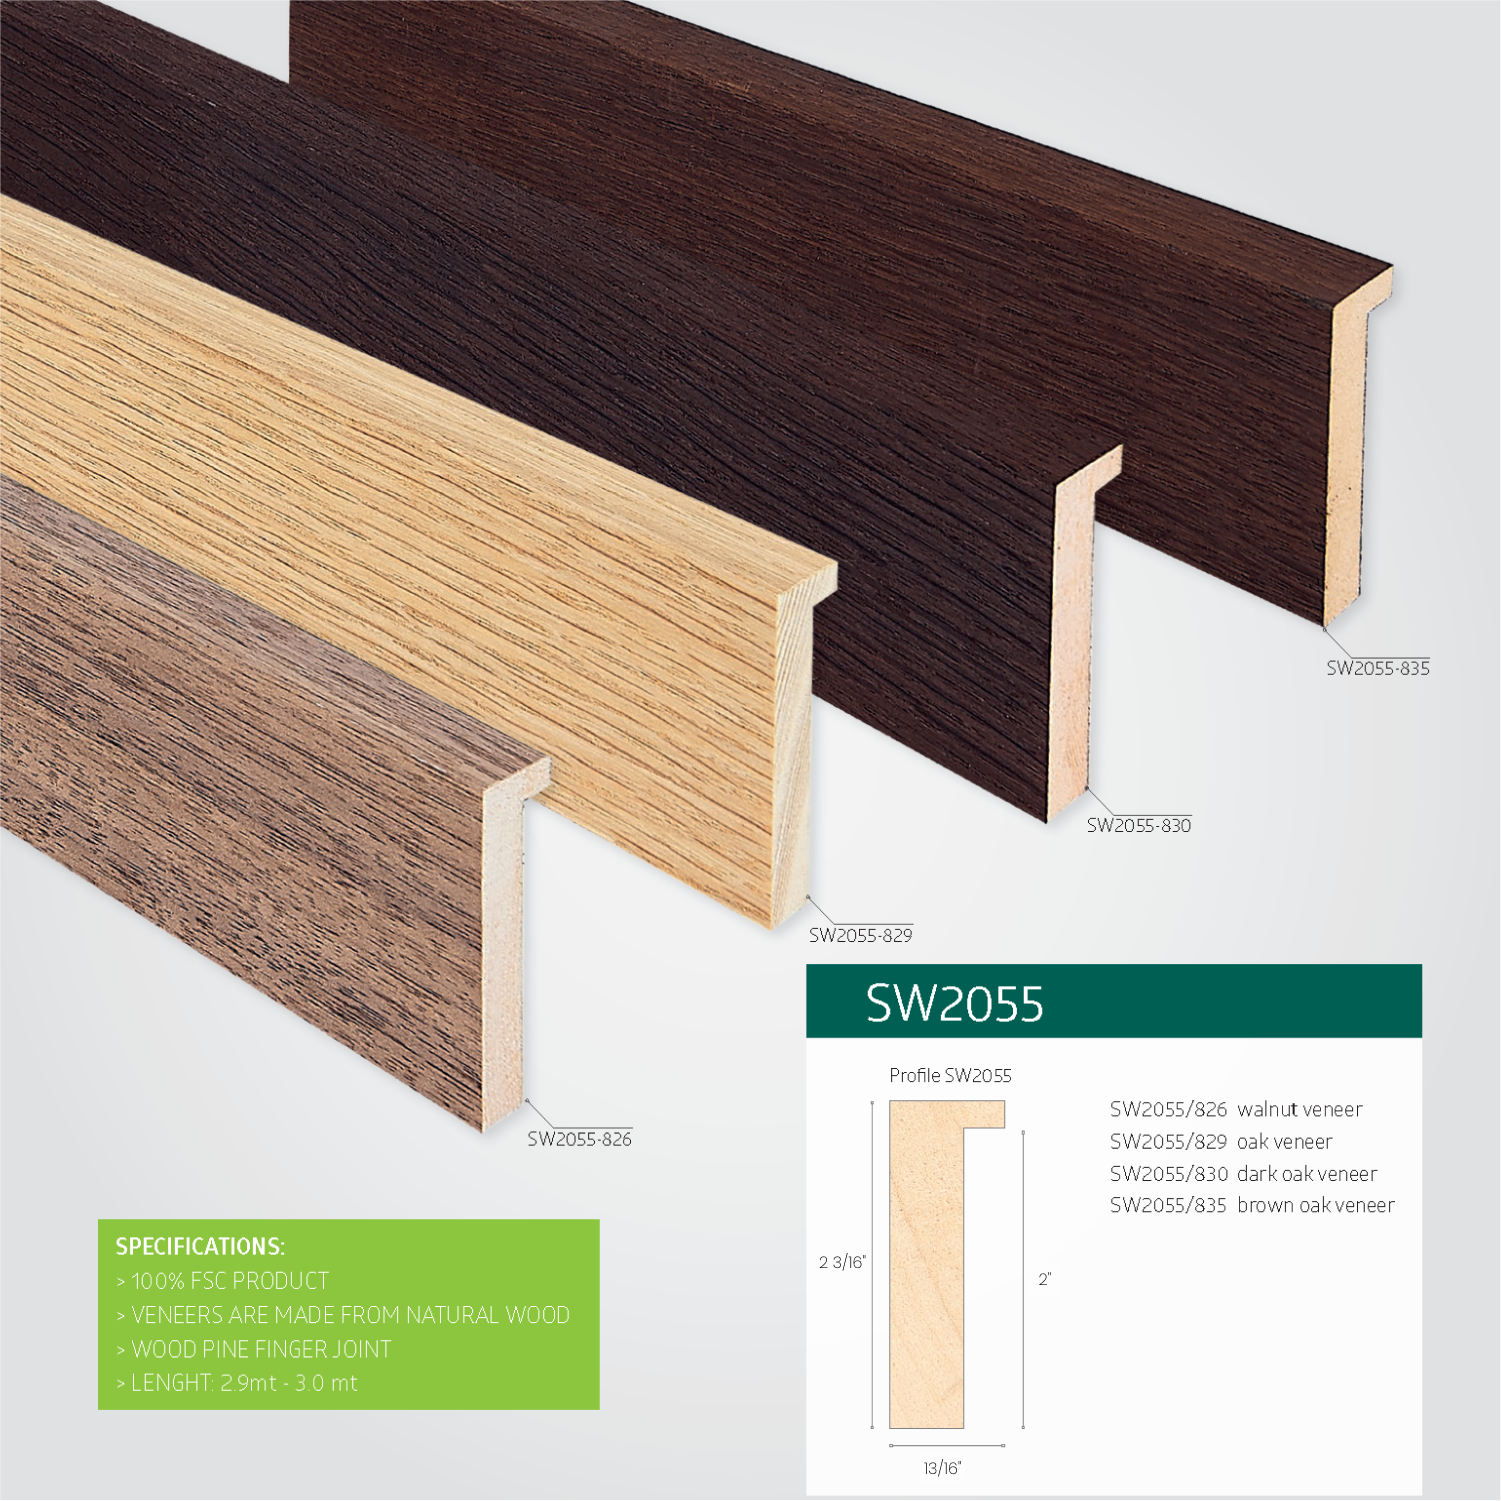 SW2055-835
SW2055-830
SW2055-829
SW2055-826
SW2055
Profile SW2055
2 3/16"
2"
13/16"
SW2055/826 walnut veneer
SW2055/829 oak veneer
SW2055/830 dark oak veneer
SW2055/835 brown oak veneer
SPECIFICATIONS:
> 100% FSC PRODUCT
> VENEERS ARE MADE FROM NATURAL WOOD
> WOOD PINE FINGER JOINT
> LENGHT: 2.9mt - 3.0 mt